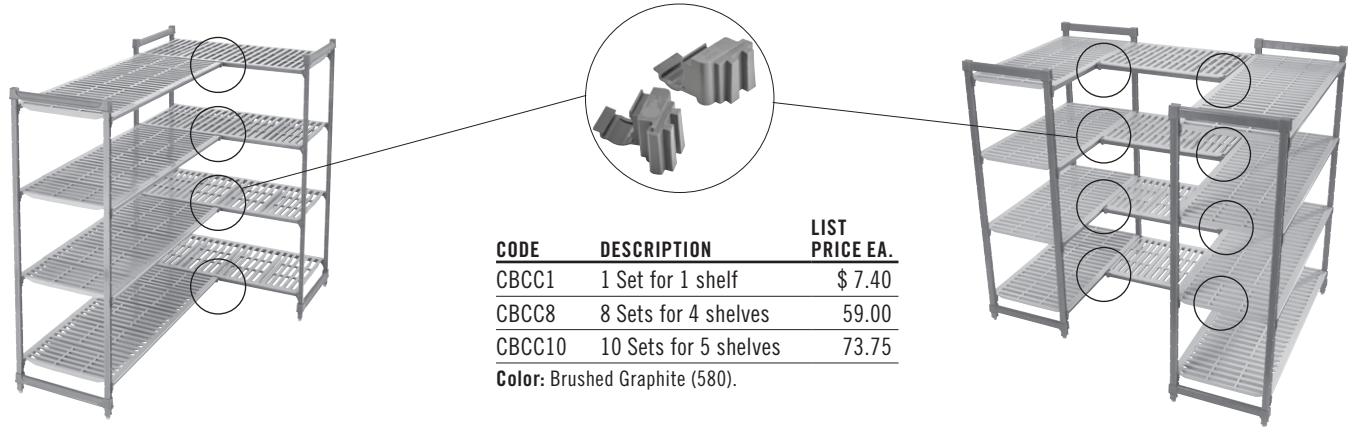 CODE DESCRIPTION LIST PRICE EA.
CBCC1 1 Set for 1 shelf $ 7.40
CBCC8 8 Sets for 4 shelves 59.00
CBCC10 10 Sets for 5 shelves 73.75
Color: Brushed Graphite (580).